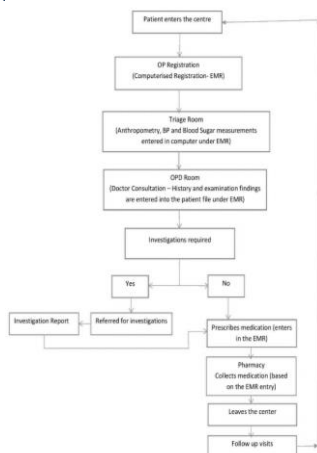 Patient enters the centre
OP Registration
(Computerised Registration- EMR)
Triage Room
(Anthropometry, BP and Blood Sugar measurements
entered in computer under EMR)
OPD Room
(Doctor Consultation – History and examination findings
are entered into the patient file under EMR)
Investigations required
Yes
No
Investigation Report
Referred for investigations
Prescribes medication (enters
in the EMR)
Pharmacy
Collects medication (based
on the EMR entry)
Leaves the center
Follow up visits